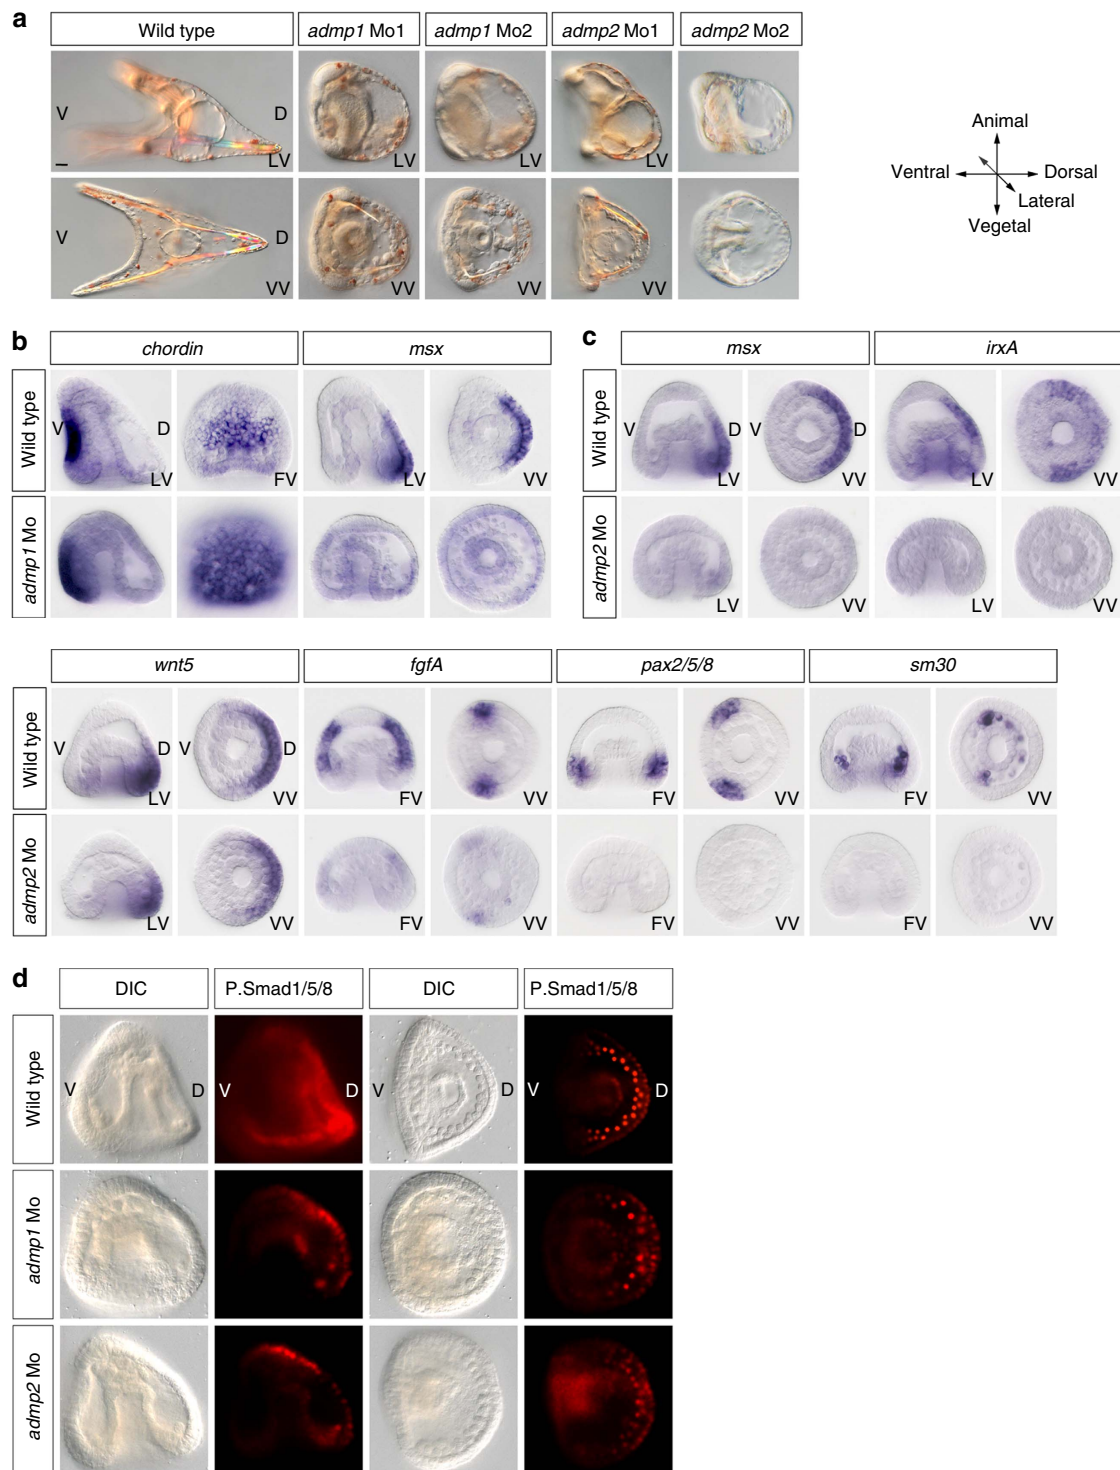 a
Wild type
admp1 Mo1
admp1 Mo2
admp2 Mo1
admp2 Mo2
V
D
LV
LV
LV
LV
V
D
VV
VV
VV
VV
Animal
Ventral
Dorsal
Lateral
Vegetal
b
chordin
msx
Wild type
V
D
LV
FV
LV
VV
admp1 Mo
c
msx
irxA
Wild type
V
D
D
LV
VV
LV
VV
admp2 Mo
LV
VV
LV
VV
wnt5
fgfA
pax2/5/8
sm30
Wild type
V
D
V
D
LV
VV
FV
VV
FV
VV
FV
VV
admp2 Mo
LV
VV
FV
VV
FV
VV
FV
VV
d
DIC
P.Smad1/5/8
DIC
P.Smad1/5/8
Wild type
V
D
V
D
V
D
V
D
admp1 Mo
admp2 Mo